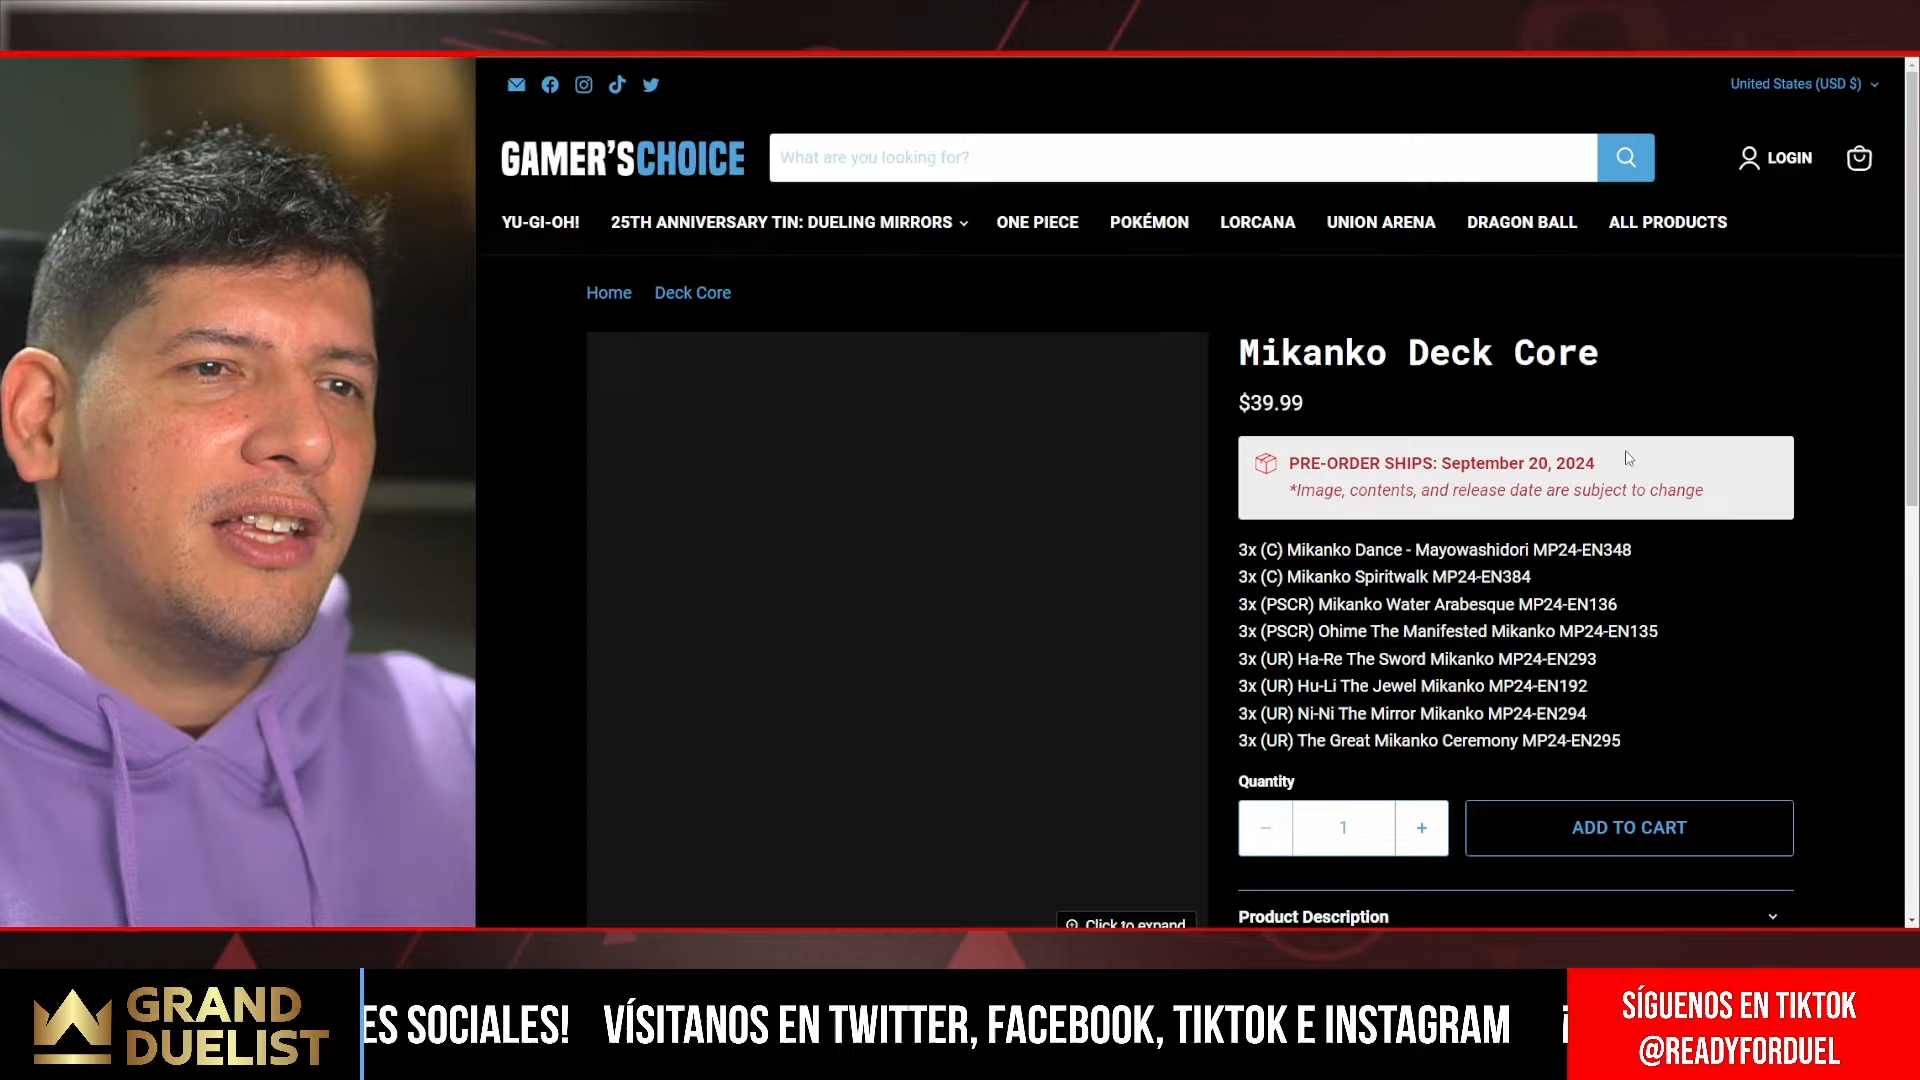 United States (USD $)
GAMER'SCHOICE
What are you looking for?
LOGIN
YU-GI-OH!
25TH ANNIVERSARY TIN: DUELING MIRRORS
ONE PIECE
POKÉMON
LORCANA
UNION ARENA
DRAGON BALL
ALL PRODUCTS
Home
Deck Core
Mikanko Deck Core
$39.99
PRE-ORDER SHIPS: September 20, 2024
*Image, contents, and release date are subject to change
3x (C) Mikanko Dance - Mayowashidori MP24-EN348
3x (C) Mikanko Spiritwalk MP24-EN384
3x (PSCR) Mikanko Water Arabesque MP24-EN136
3x (PSCR) Ohime The Manifested Mikanko MP24-EN135
3x (UR) Ha-Re The Sword Mikanko MP24-EN293
3x (UR) Hu-Li The Jewel Mikanko MP24-EN192
3x (UR) Ni-Ni The Mirror Mikanko MP24-EN294
3x (UR) The Great Mikanko Ceremony MP24-EN295
Quantity
− 1 +
ADD TO CART
Product Description
Click to expand
GRAND
DUELIST
ES SOCIALES! VÍSITANOS EN TWITTER, FACEBOOK, TIKTOK E INSTAGRAM ¡
SÍGUENOS EN TIKTOK
@READYFORDUEL